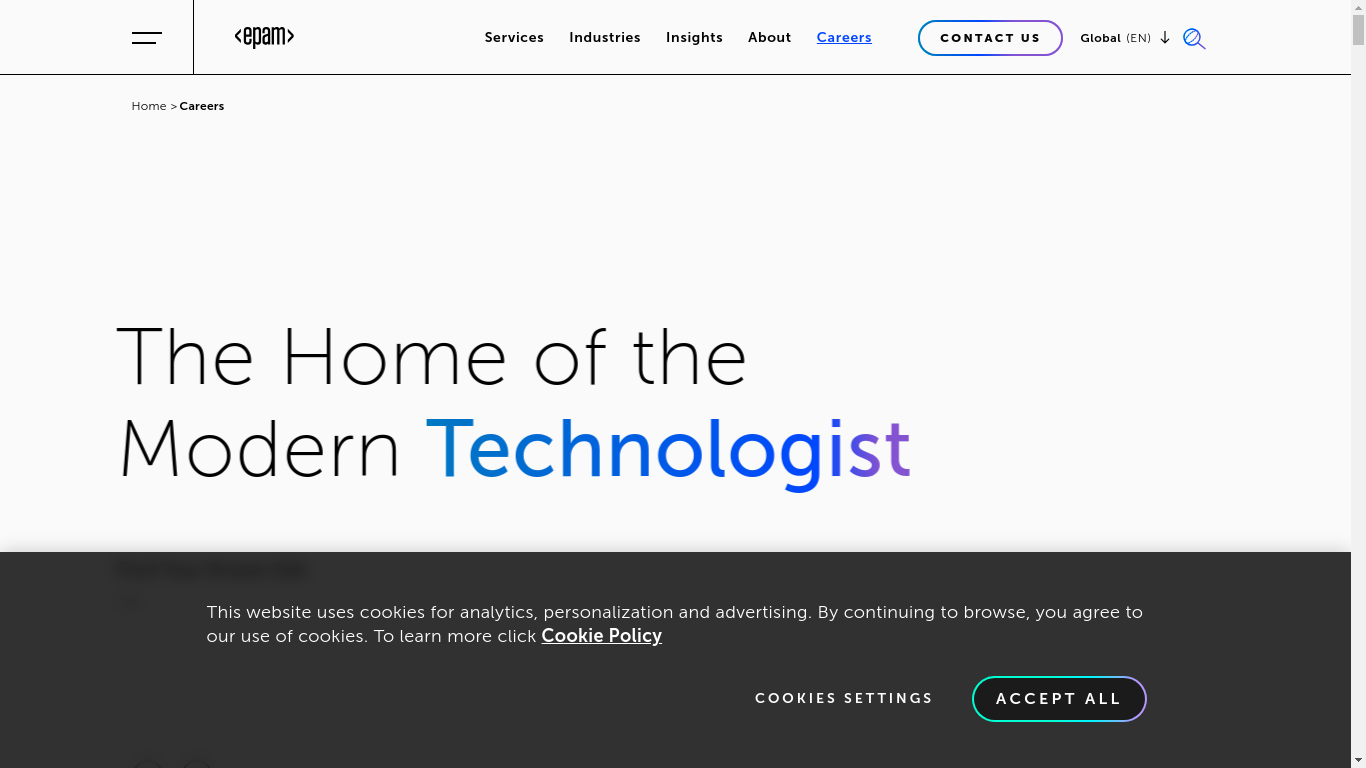 <epam>
Services Industries Insights About Careers CONTACT US Global (EN)
Home > Careers
The Home of the
Modern Technologist
This website uses cookies for analytics, personalization and advertising. By continuing to browse, you agree to
our use of cookies. To learn more click Cookie Policy
COOKIES SETTINGS ACCEPT ALL